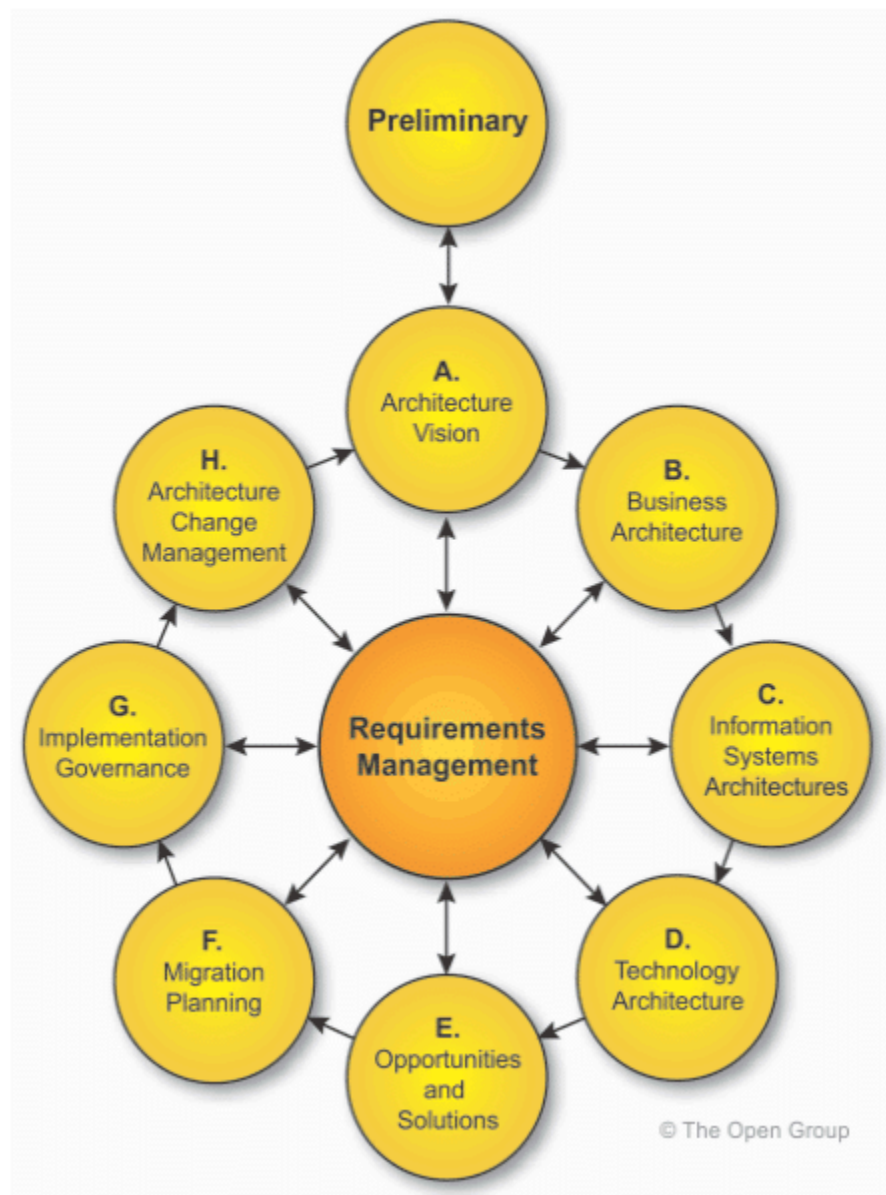 Preliminary
A.
Architecture
Vision
B.
Business
Architecture
C.
Information
Systems
Architectures
D.
Technology
Architecture
E.
Opportunities
and
Solutions
F.
Migration
Planning
G.
Implementation
Governance
H.
Architecture
Change
Management
Requirements
Management
© The Open Group